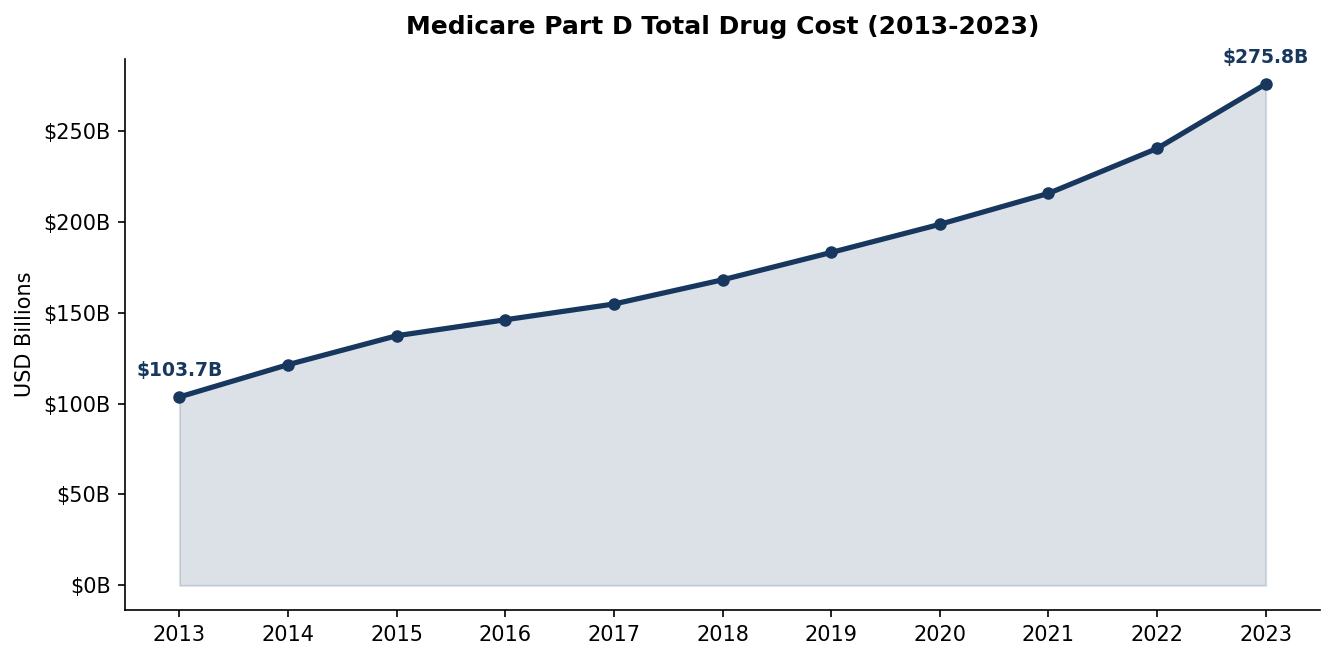 Medicare Part D Total Drug Cost (2013-2023)
$275.8B
$250B
$200B
$150B
$103.7B
$100B
$50B
$0B
USD Billions
2013 2014 2015 2016 2017 2018 2019 2020 2021 2022 2023